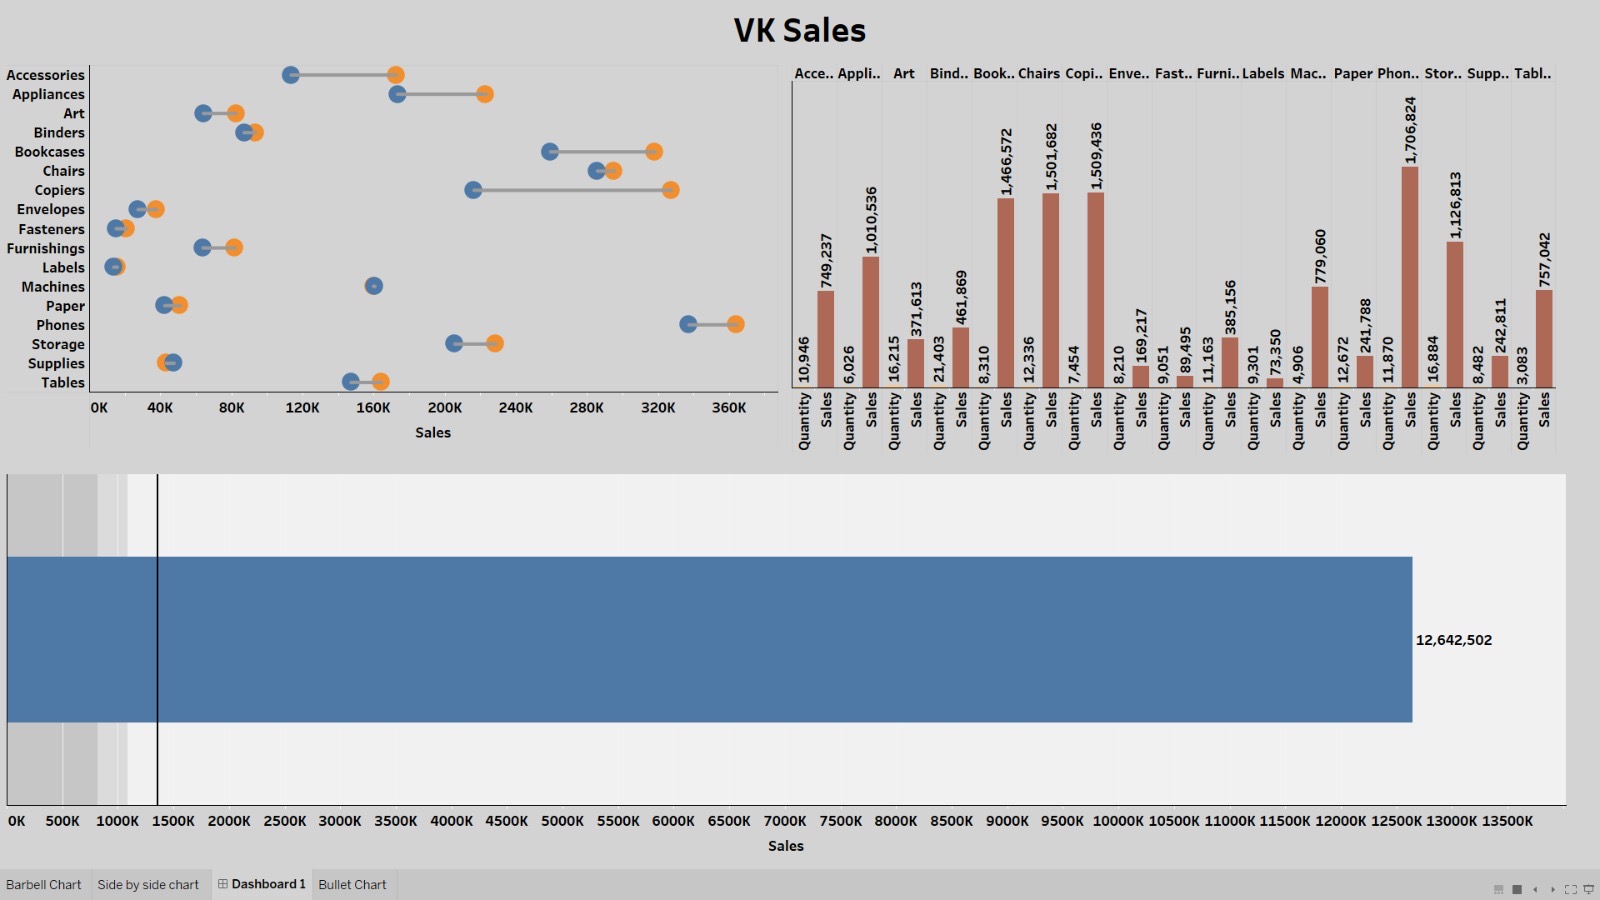 VK Sales
Accessories
Appliances
Art
Binders
Bookcases
Chairs
Copiers
Envelopes
Fasteners
Furnishings
Labels
Machines
Paper
Phones
Storage
Supplies
Tables
0K 40K 80K 120K 160K 200K 240K 280K 320K 360K
Sales
Acce.. Appli.. Art Bind.. Book.. Chairs Copi.. Enve.. Fast.. Furni.. Labels Mac.. Paper Phon.. Stor.. Supp.. Tabl..
10,946 749,237 6,026 1,010,536 16,215 371,613 21,403 461,869 8,310 1,466,572 12,336 1,501,682 7,454 1,509,436 8,210 169,217 9,051 89,495 11,163 385,156 9,301 73,350 4,906 779,060 12,672 241,788 11,870 1,706,824 16,884 1,126,813 8,482 242,811 3,083 757,042
Quantity Sales Quantity Sales Quantity Sales Quantity Sales Quantity Sales Quantity Sales Quantity Sales Quantity Sales Quantity Sales Quantity Sales Quantity Sales Quantity Sales Quantity Sales Quantity Sales Quantity Sales Quantity Sales Quantity Sales
12,642,502
0K 500K 1000K 1500K 2000K 2500K 3000K 3500K 4000K 4500K 5000K 5500K 6000K 6500K 7000K 7500K 8000K 8500K 9000K 9500K 10000K 10500K 11000K 11500K 12000K 12500K 13000K 13500K
Sales
Barbell Chart Side by side chart Dashboard 1 Bullet Chart